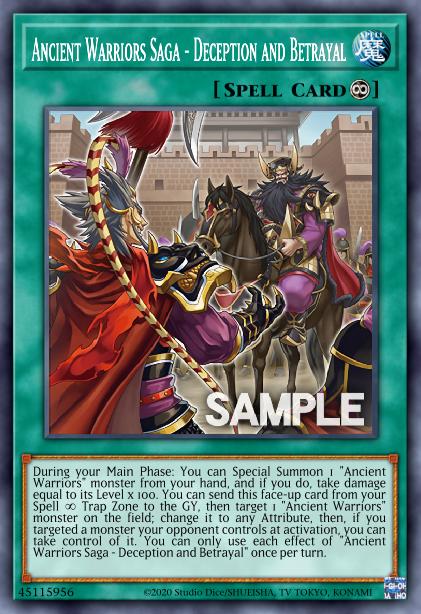 ANCIENT WARRIORS SAGA - DECEPTION AND BETRAYAL
SPELL
魔
[SPELL CARD∞]
SAMPLE
During your Main Phase: You can Special Summon 1 "Ancient
Warriors" monster from your hand, and if you do, take damage
equal to its Level x 100. You can send this face-up card from your
Spell ∞ Trap Zone to the GY, then target 1 "Ancient Warriors"
monster on the field; change it to any Attribute, then, if you
targeted a monster your opponent controls at activation, you can
take control of it. You can only use each effect of "Ancient
Warriors Saga - Deception and Betrayal" once per turn.
45115956
©2020 Studio Dice/SHUEISHA, TV TOKYO, KONAMI